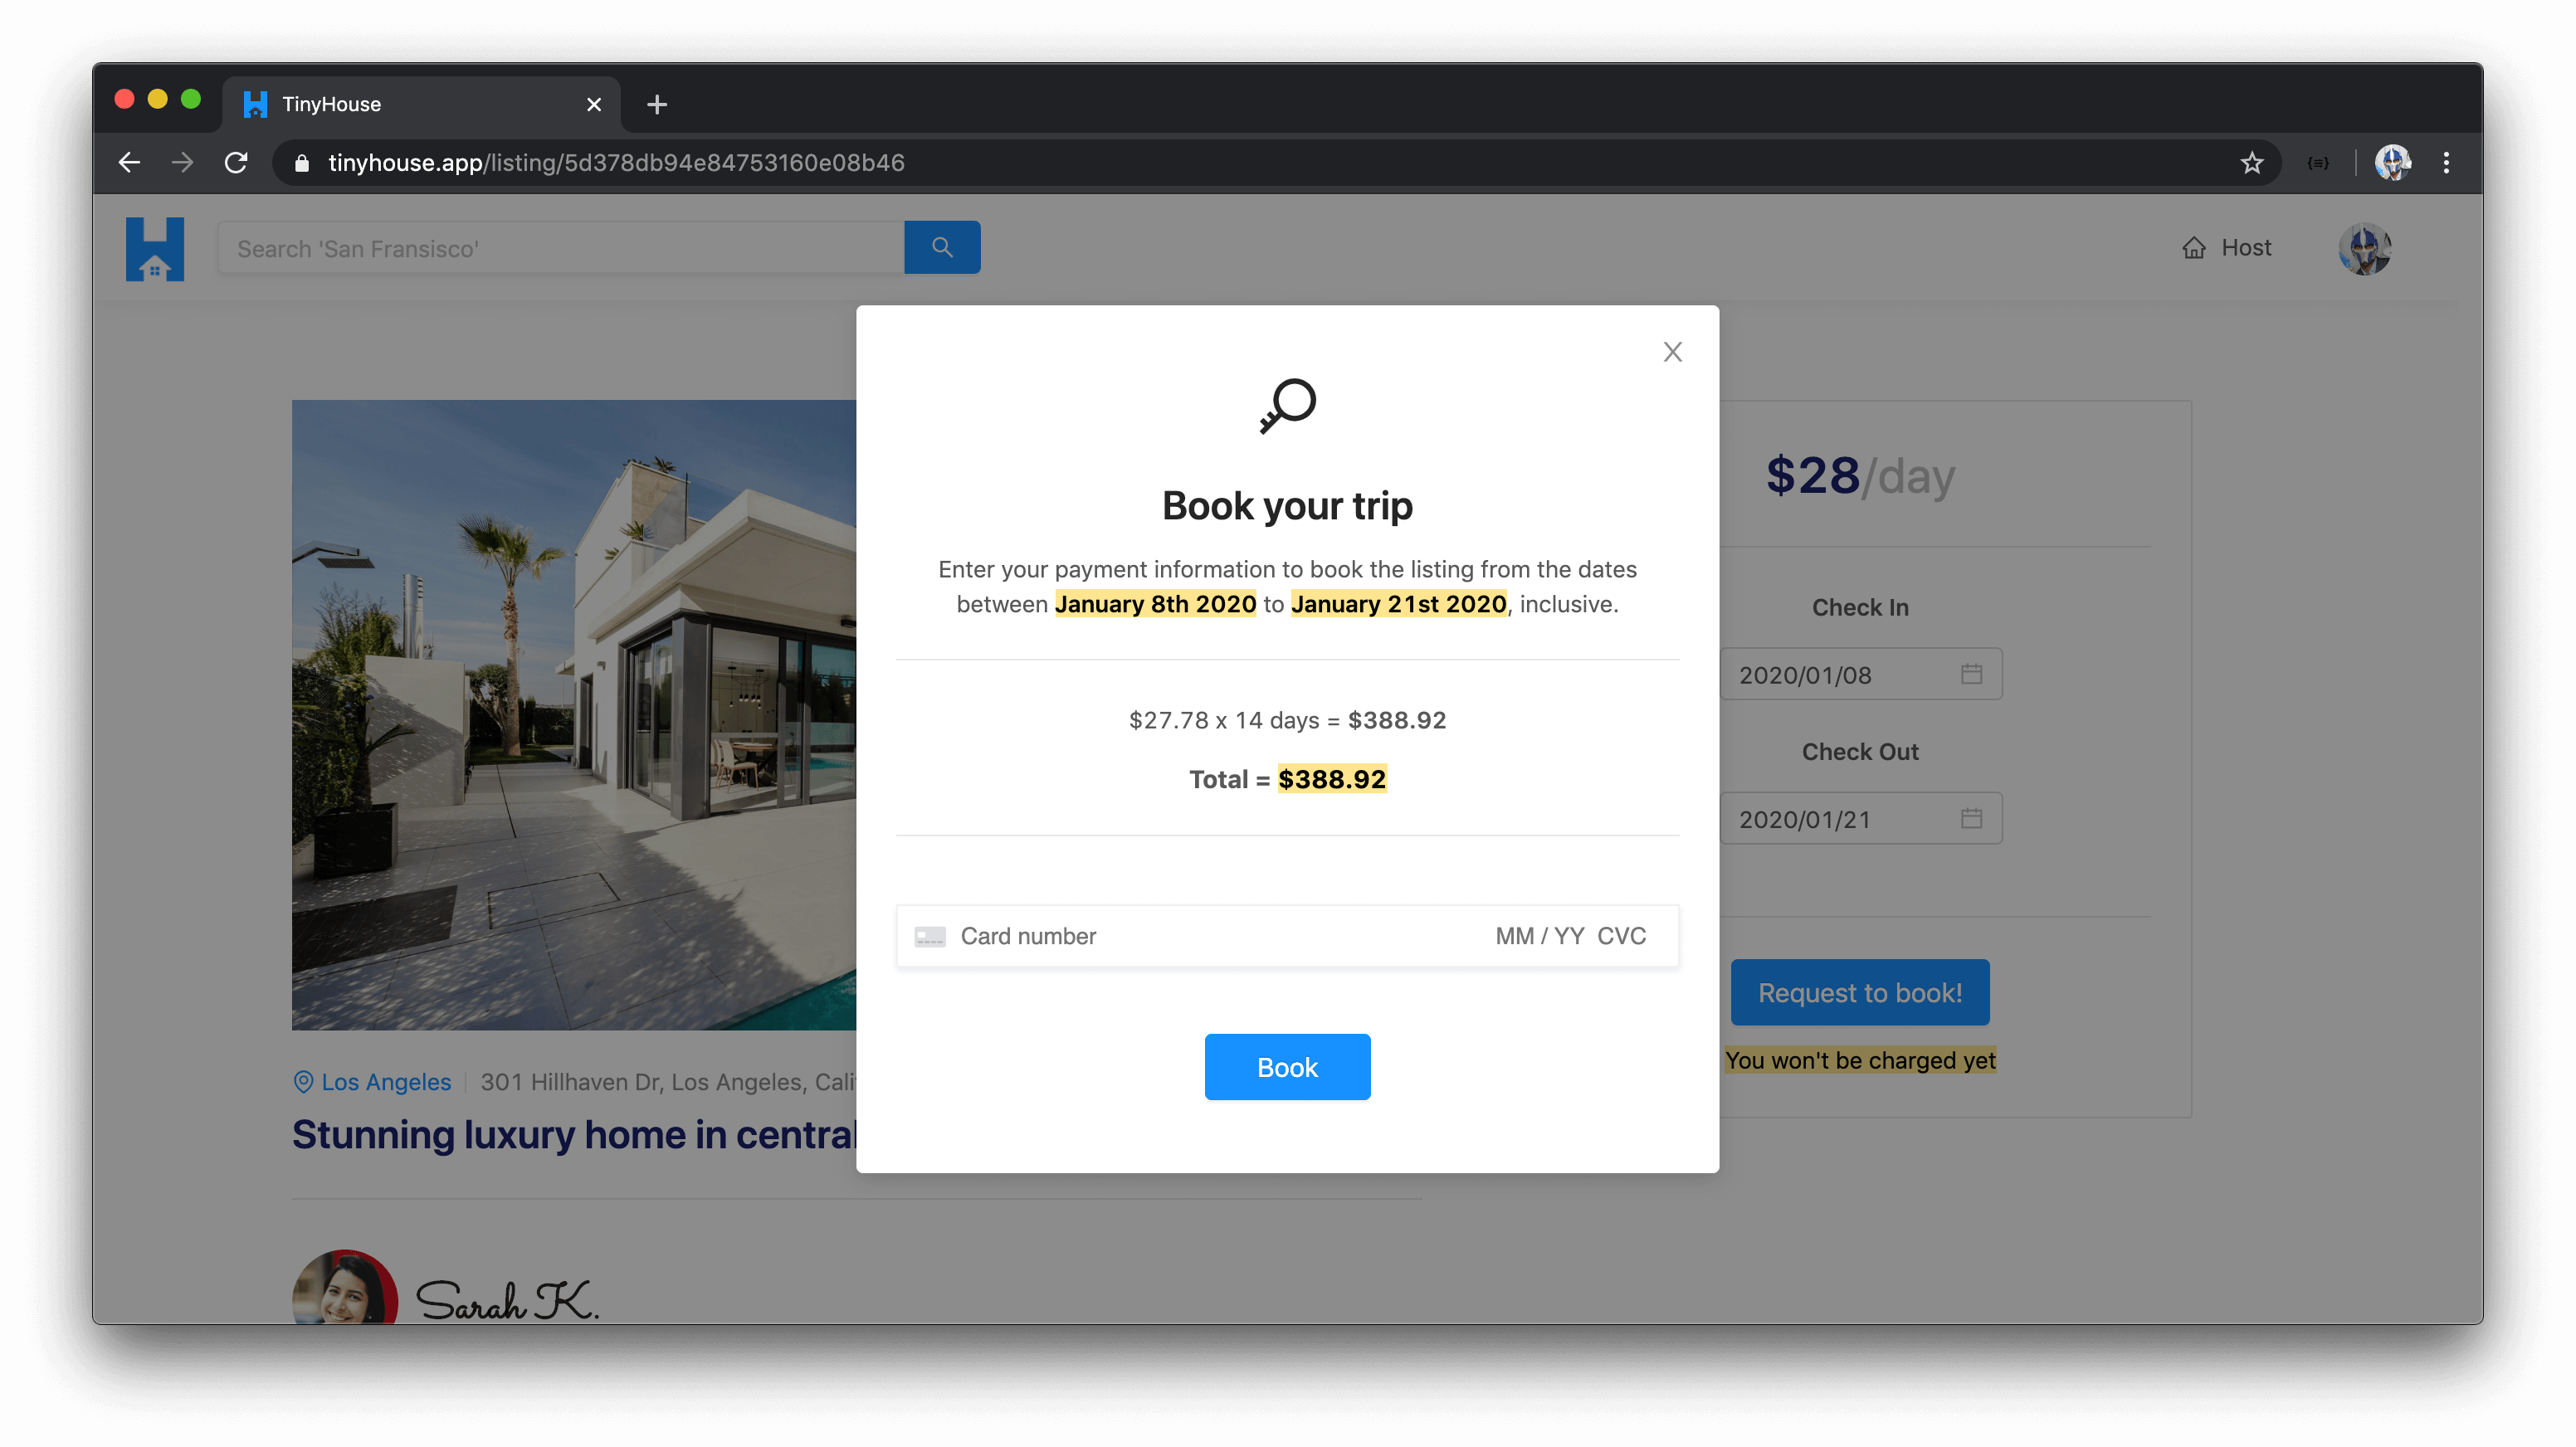 TinyHouse
tinyhouse.app/listing/5d378db94e84753160e08b46
Search 'San Fransisco'
Host
Book your trip
Enter your payment information to book the listing from the dates
between January 8th 2020 to January 21st 2020, inclusive.
$27.78 x 14 days = $388.92
Total = $388.92
Card number MM / YY CVC
Book
$28/day
Check In
2020/01/08
Check Out
2020/01/21
Request to book!
You won't be charged yet
Los Angeles 301 Hillhaven Dr, Los Angeles, Cali
Stunning luxury home in central
Sarah K.